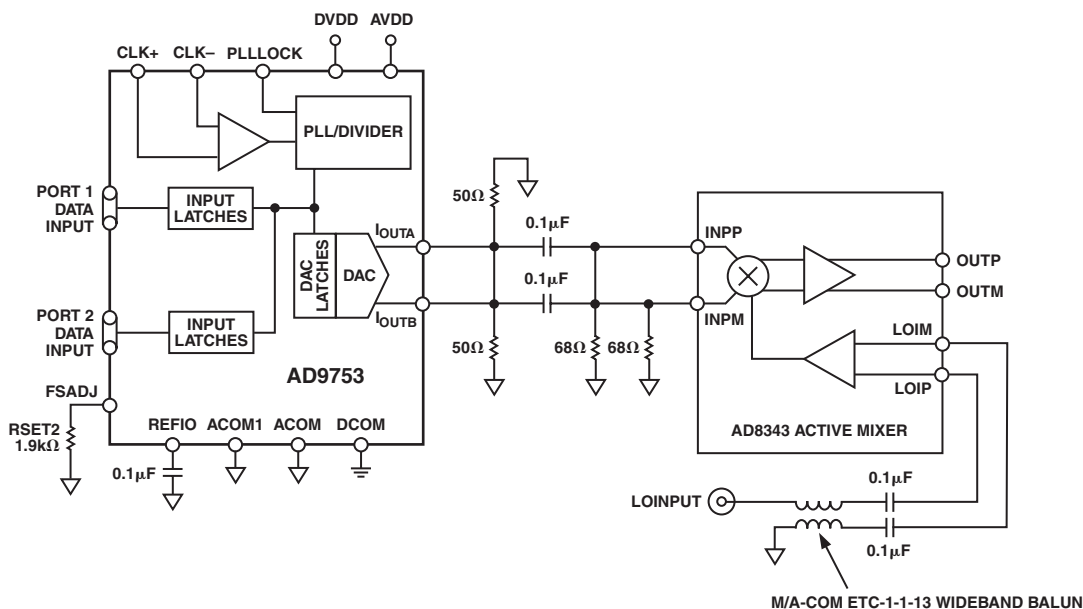 DVDD AVDD
CLK+ CLK– PLLLOCK
PLL/DIVIDER
PORT 1
DATA
INPUT
INPUT
LATCHES
DAC
LATCHES
DAC
IOUTA
IOUTB
PORT 2
DATA
INPUT
INPUT
LATCHES
AD9753
FSADJ
RSET2
1.9kΩ
REFIO ACOM1 ACOM DCOM
0.1μF
50Ω
0.1μF
0.1μF
50Ω
68Ω 68Ω
INPP
INPM
OUTP
OUTM
LOIM
LOIP
AD8343 ACTIVE MIXER
LOINPUT
0.1μF
0.1μF
M/A-COM ETC-1-1-13 WIDEBAND BALUN